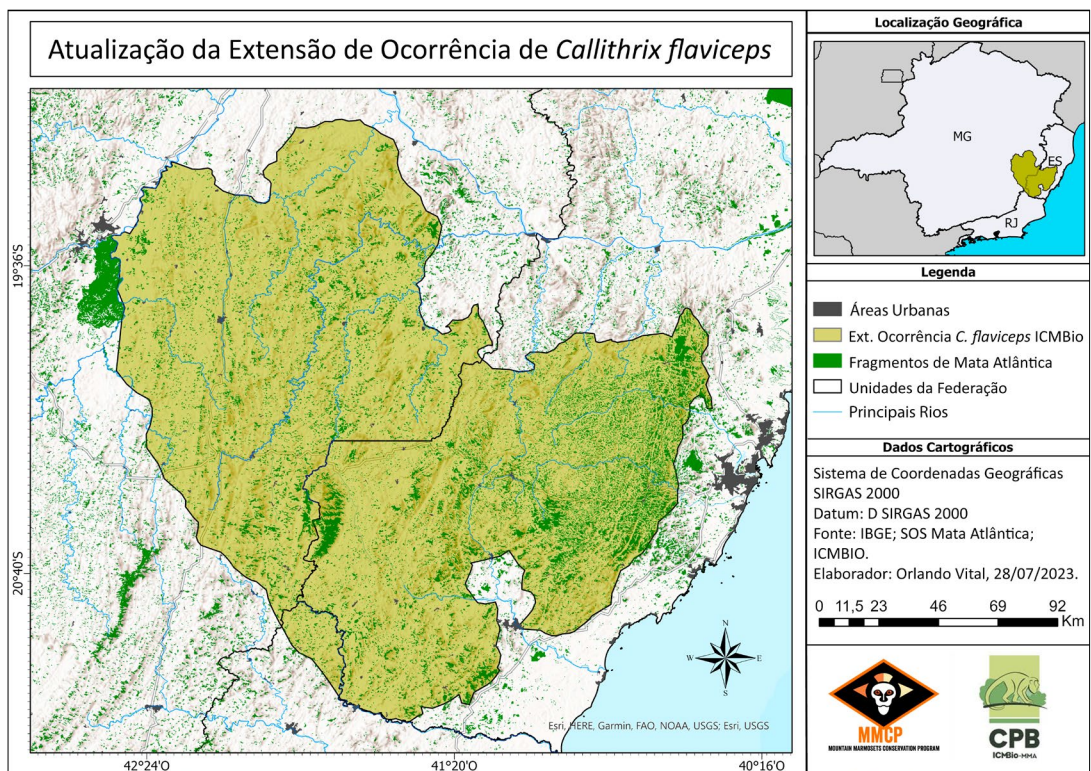 Atualização da Extensão de Ocorrência de Callithrix flaviceps
19°36'S
20°40'S
42°24'O
41°20'O
40°16'O
N
W
E
S
Esri, HERE, Garmin, FAO, NOAA, USGS; Esri, USGS
Localização Geográfica
MG
ES
RJ
Legenda
Áreas Urbanas
Ext. Ocorrência C. flaviceps ICMBio
Fragmentos de Mata Atlântica
Unidades da Federação
Principais Rios
Dados Cartográficos
Sistema de Coordenadas Geográficas
SIRGAS 2000
Datum: D SIRGAS 2000
Fonte: IBGE; SOS Mata Atlântica;
ICMBIO.
Elaborador: Orlando Vital, 28/07/2023.
0 11,5 23 46 69 92
Km
MMCP
MOUNTAIN MARMOSETS CONSERVATION PROGRAM
CPB
ICMBio-MMA